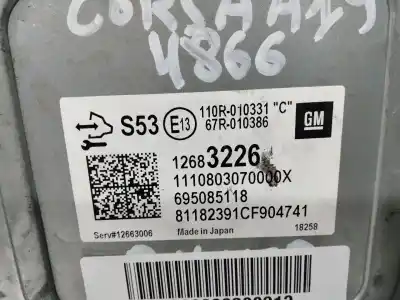 CORSA A19
4866
S53 E13 110R-010331 "C"
67R-010386
GM
12683226
1110803070000X
695085118
81182391CF904741
Serv#12663006 Made in Japan 18258